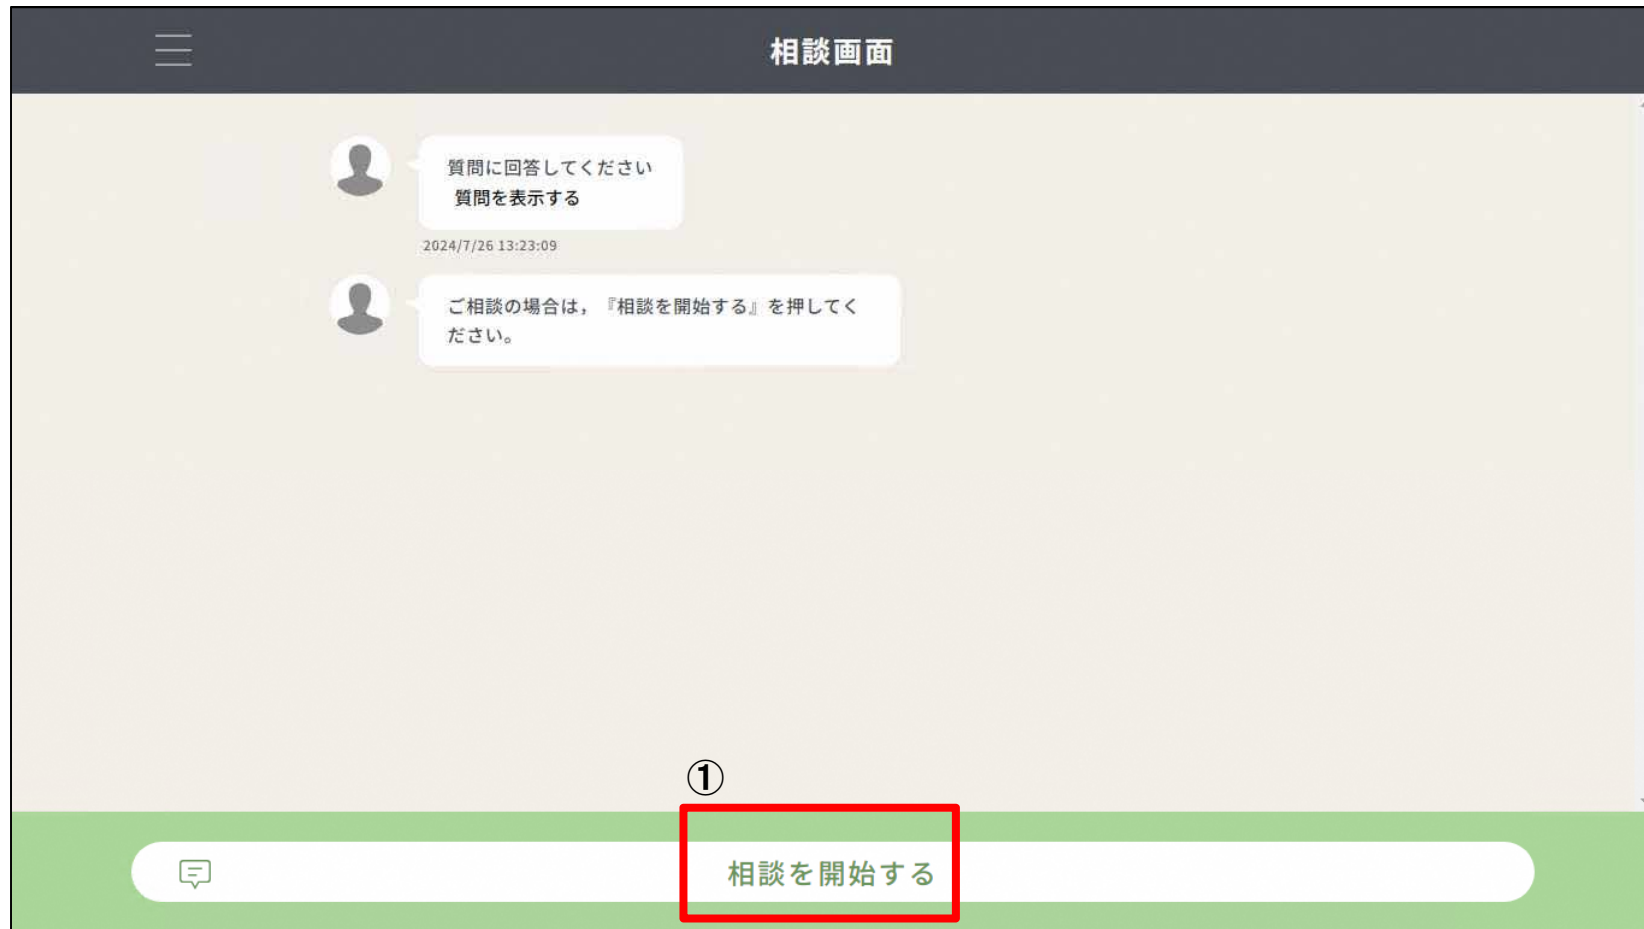 相談画面
質問に回答してください
質問を表示する
2024/7/26 13:23:09
ご相談の場合は，『相談を開始する』を押してく
ださい。
①
相談を開始する